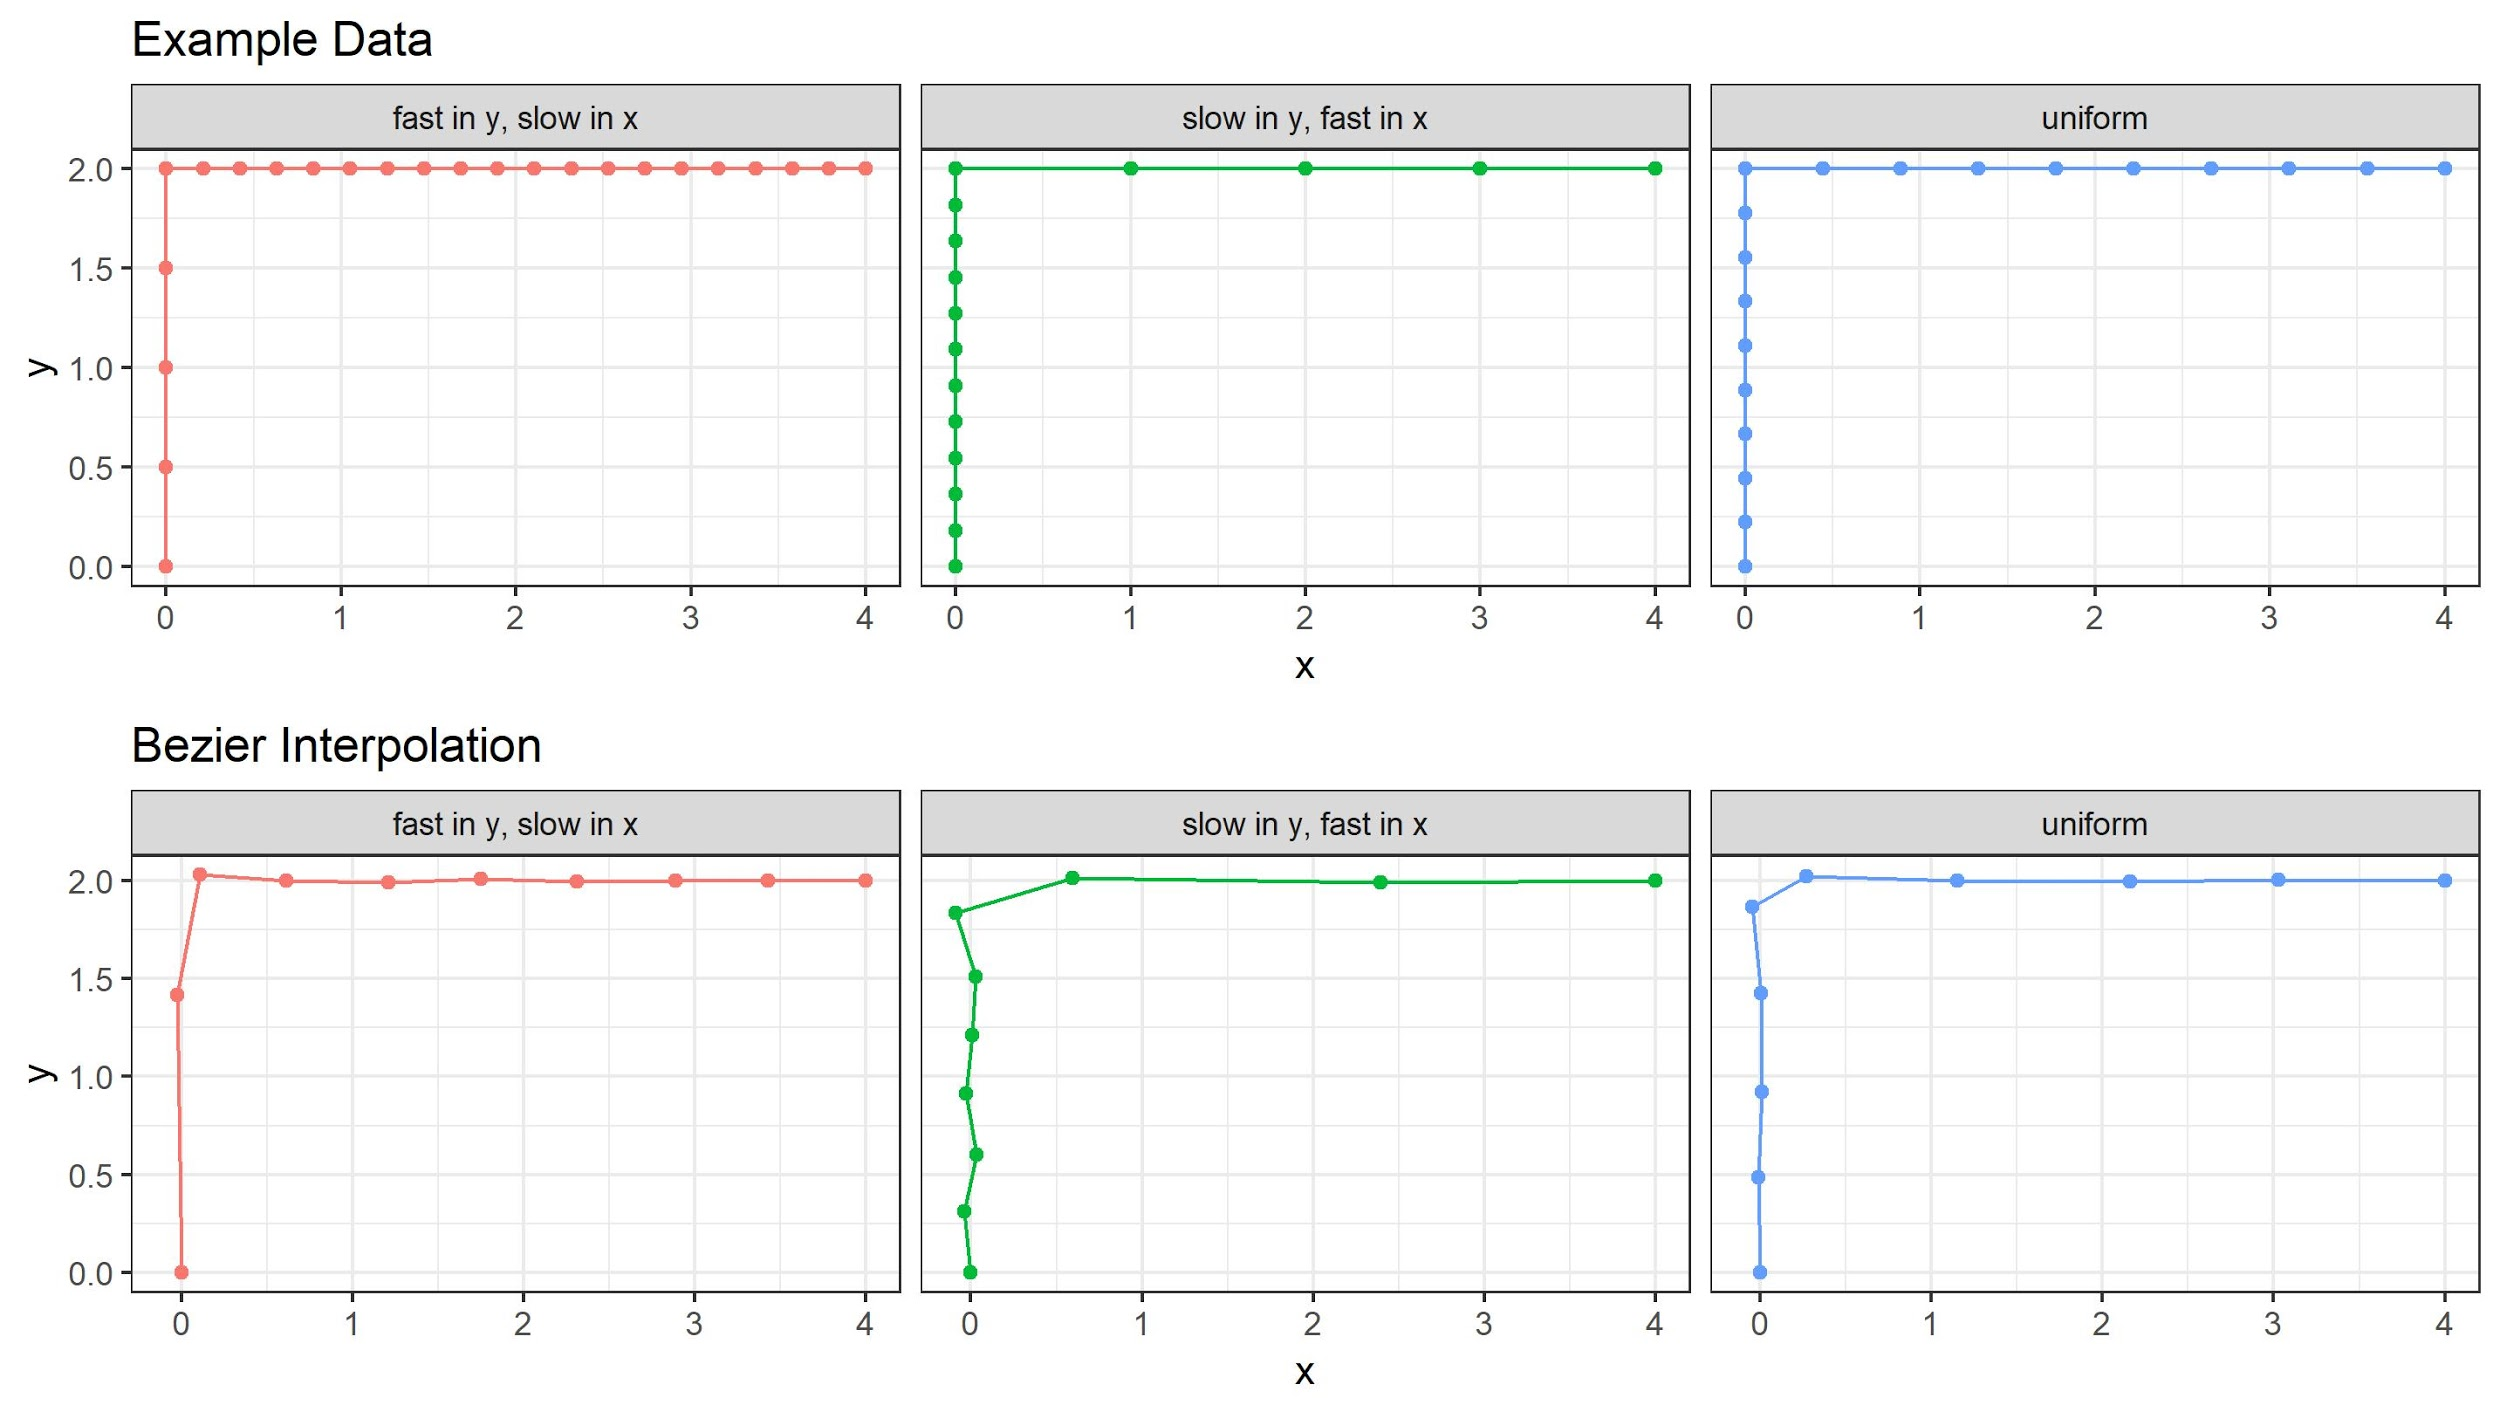 Example Data
fast in y, slow in x
slow in y, fast in x
uniform
2.0
1.5
1.0
0.5
0.0
y
0 1 2 3 4
0 1 2 3 4
0 1 2 3 4
x
Bezier Interpolation
fast in y, slow in x
slow in y, fast in x
uniform
2.0
1.5
1.0
0.5
0.0
y
0 1 2 3 4
0 1 2 3 4
0 1 2 3 4
x